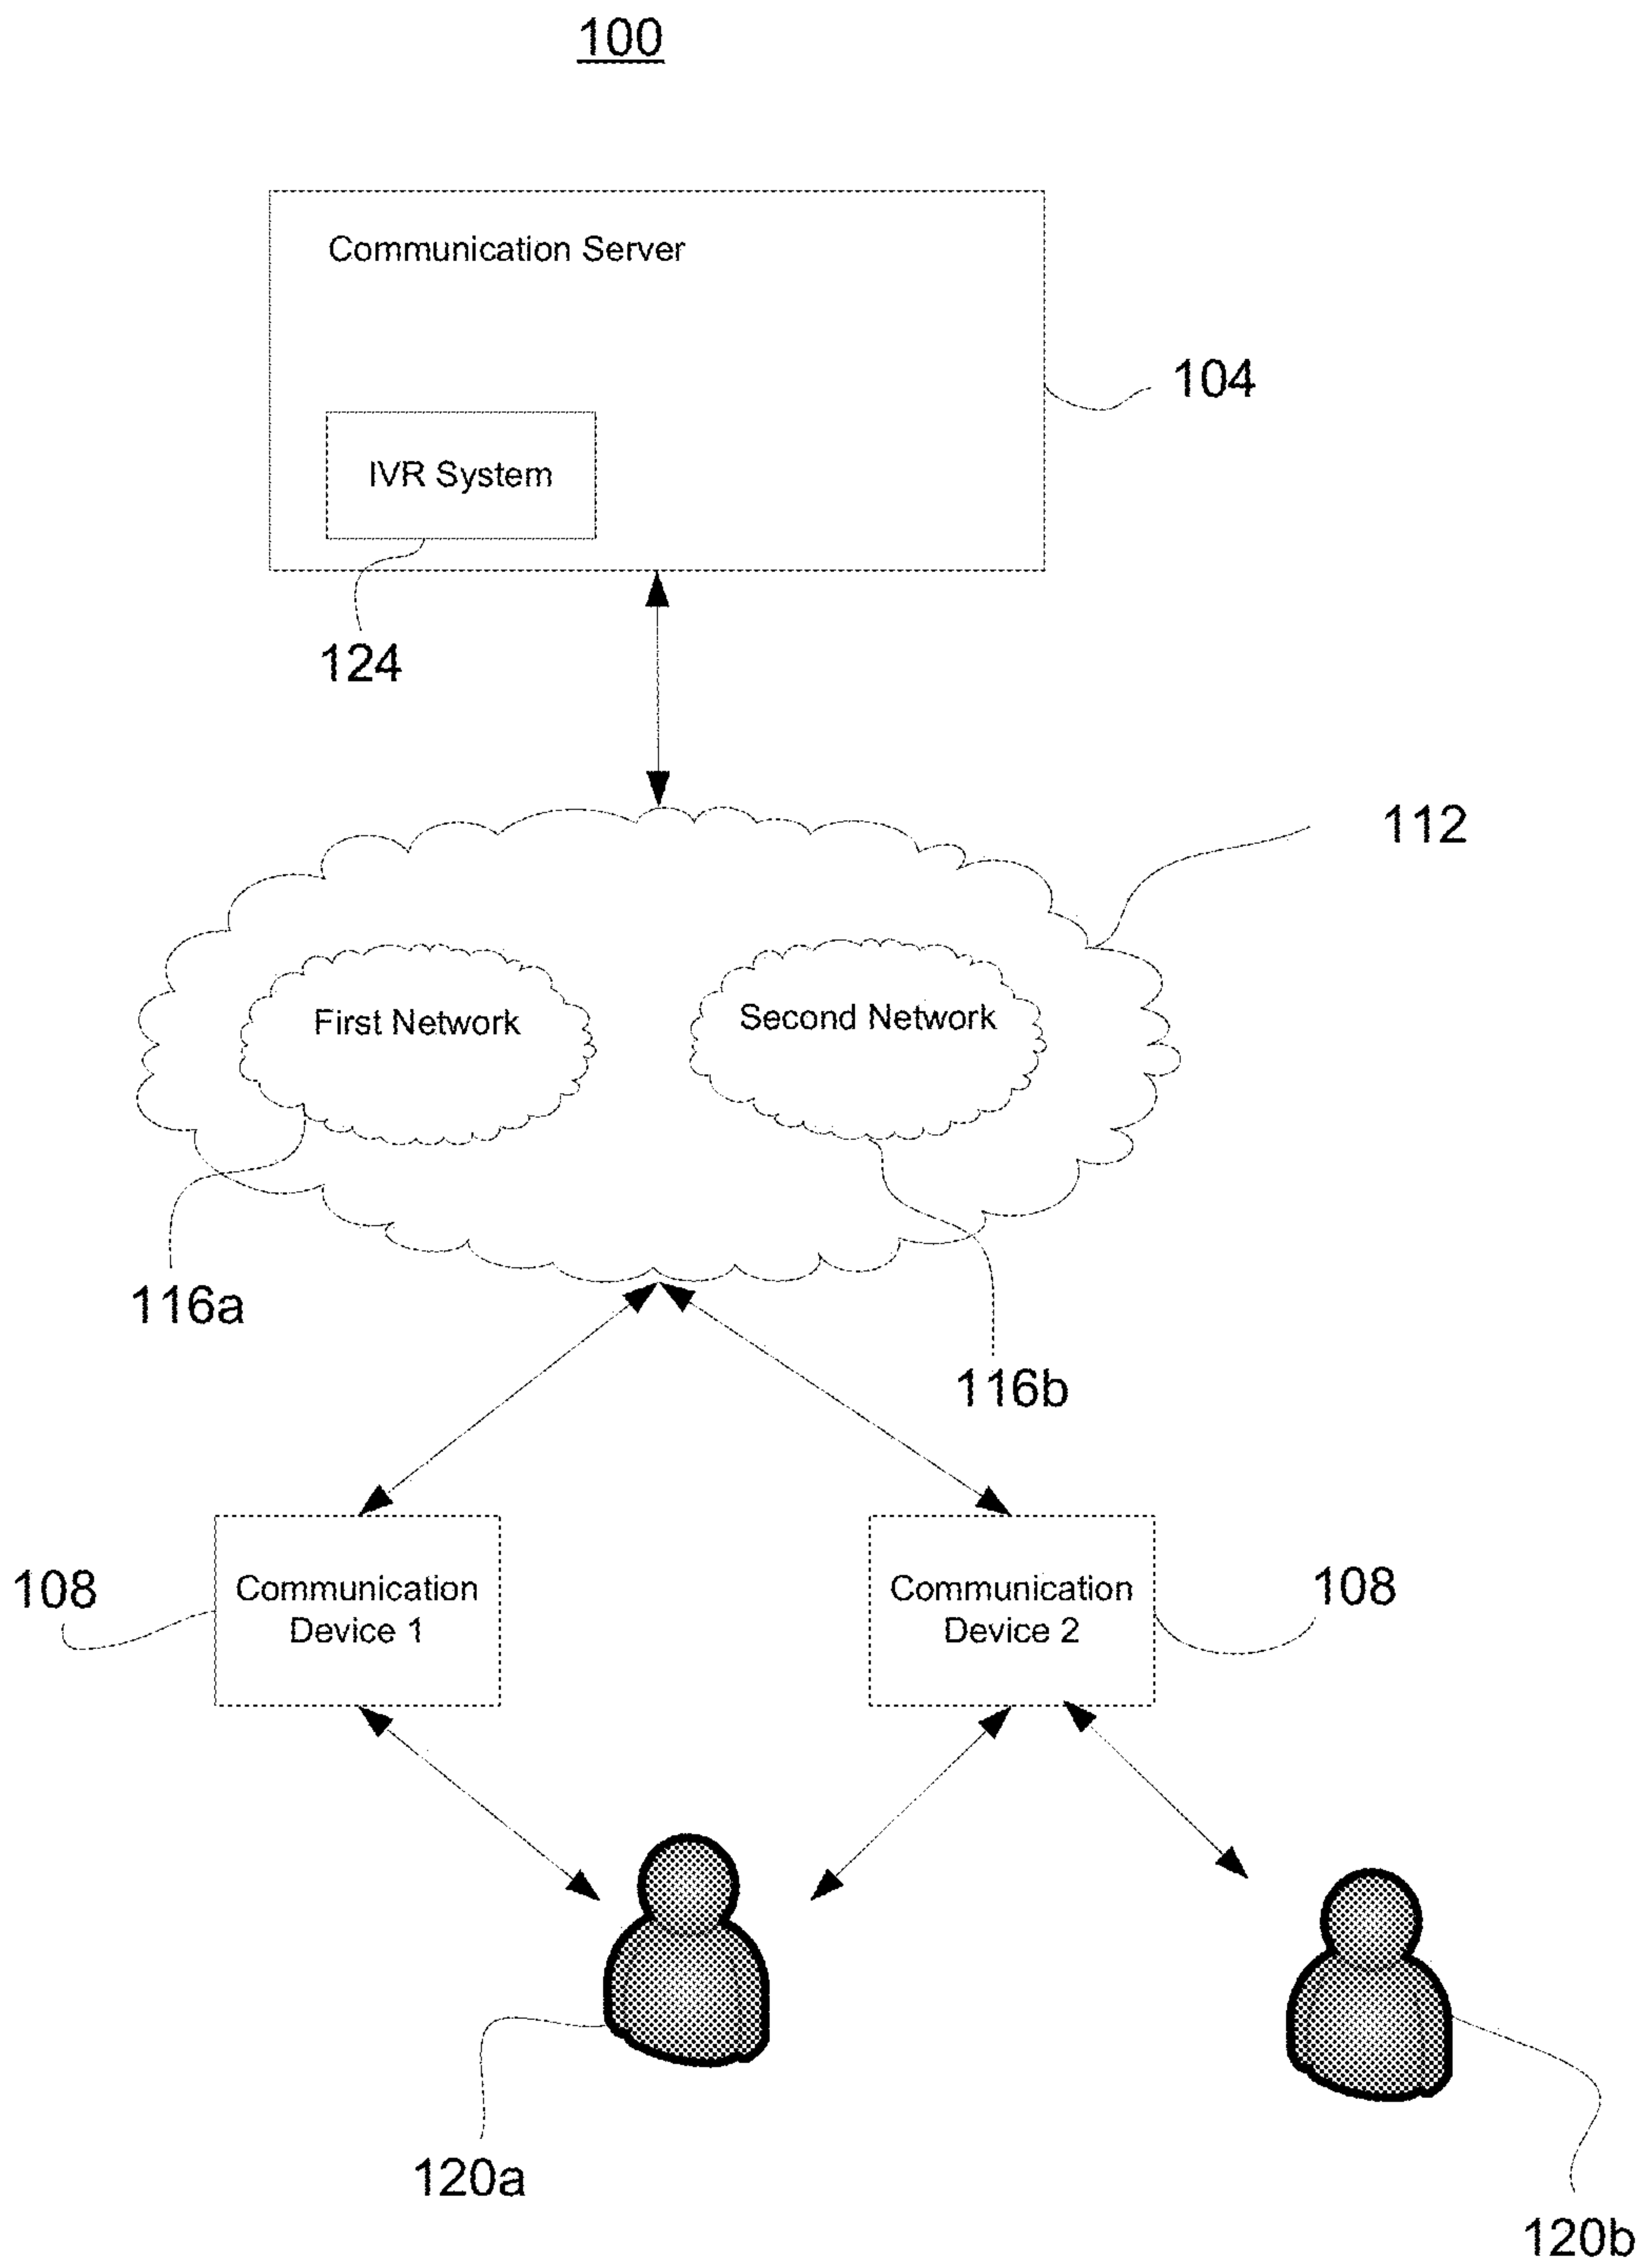 100
Communication Server
104
IVR System
124
112
First Network
Second Network
116a
116b
108
Communication
Device 1
Communication
Device 2
108
120a
120b